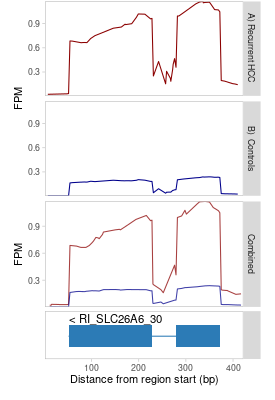 0.9
0.6
0.3
FPM
A) Recurrent HCC
0.9
0.6
0.3
B). Controls
0.9
0.6
0.3
FPM
Combined
< RI_SLC26A6_30
100 200 300 400
Distance from region start (bp)